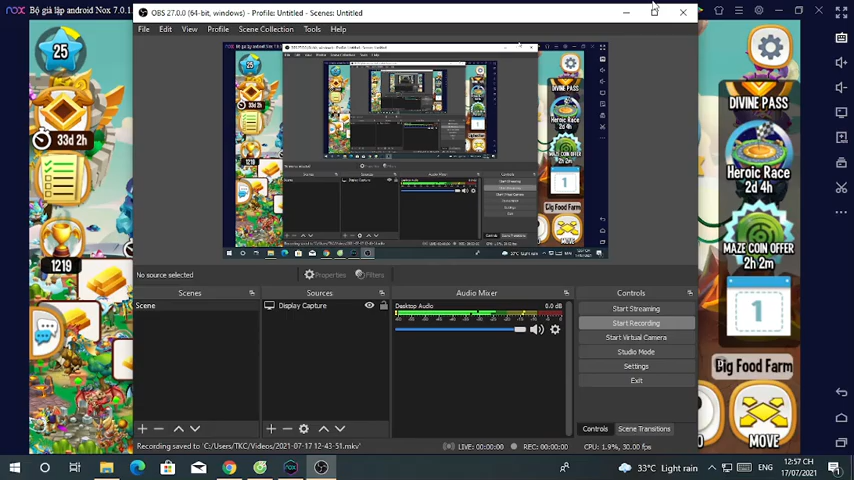 Bộ giả lập android Nox 7.0.1.
OBS 27.0.0 (64-bit, windows) - Profile: Untitled - Scenes: Untitled
File Edit View Profile Scene Collection Tools Help
25
33d 2h
1219
DIVINE PASS
Heroic Race
2d 4h
MAZE COIN OFFER
2h 2m
1
Big Food Farm
MOVE
No source selected
Properties
Filters
Scenes
Sources
Audio Mixer
Controls
Scene
Display Capture
Desktop Audio
0.0 dB
Start Streaming
Start Recording
Start Virtual Camera
Studio Mode
Settings
Exit
Controls
Scene Transitions
Recording saved to 'C:/Users/TKC/Videos/2021-07-17 12-43-51.mkv'
LIVE: 00:00:00
REC: 00:00:00
CPU: 1.9%, 30.00 fps
33°C Light rain
ENG
12:57 CH
17/07/2021